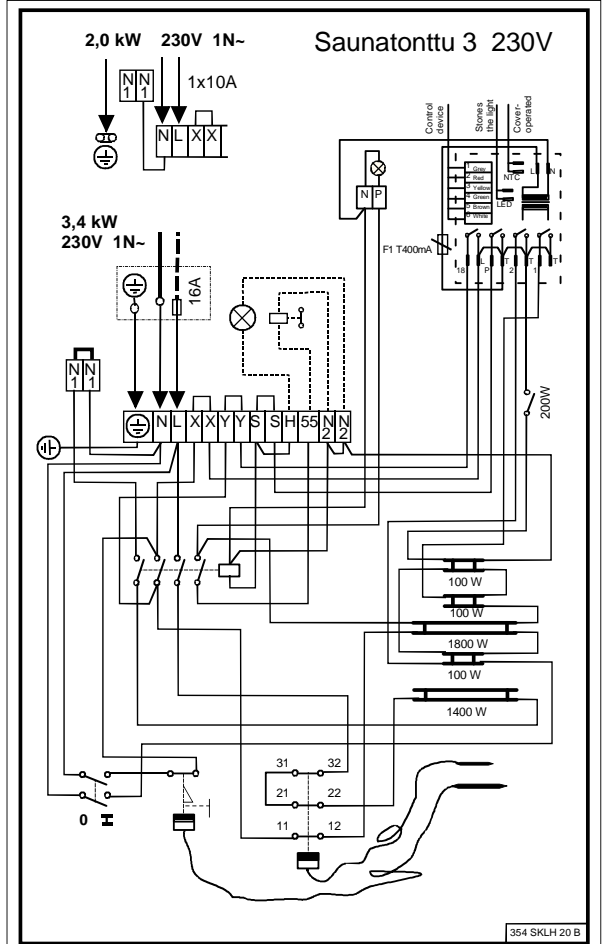 2,0 kW 230V 1N~
Saunatonttu 3 230V
N N
1 1
1x10A
N L X X
Control device
Stones the light
Cover-operated
1 Grey
2 Red
3 Yellow
4 Green
5 Brown
6 White
NTC
LED
L N
N P
F1 T400mA
18 P L 2 T 1 T T
3,4 kW
230V 1N~
16A
200W
N N
1 1
N L X X Y Y S S H 55 N N
2 2
100 W
100 W
1800 W
100 W
1400 W
31 32
21 22
11 12
0 I
354 SKLH 20 B